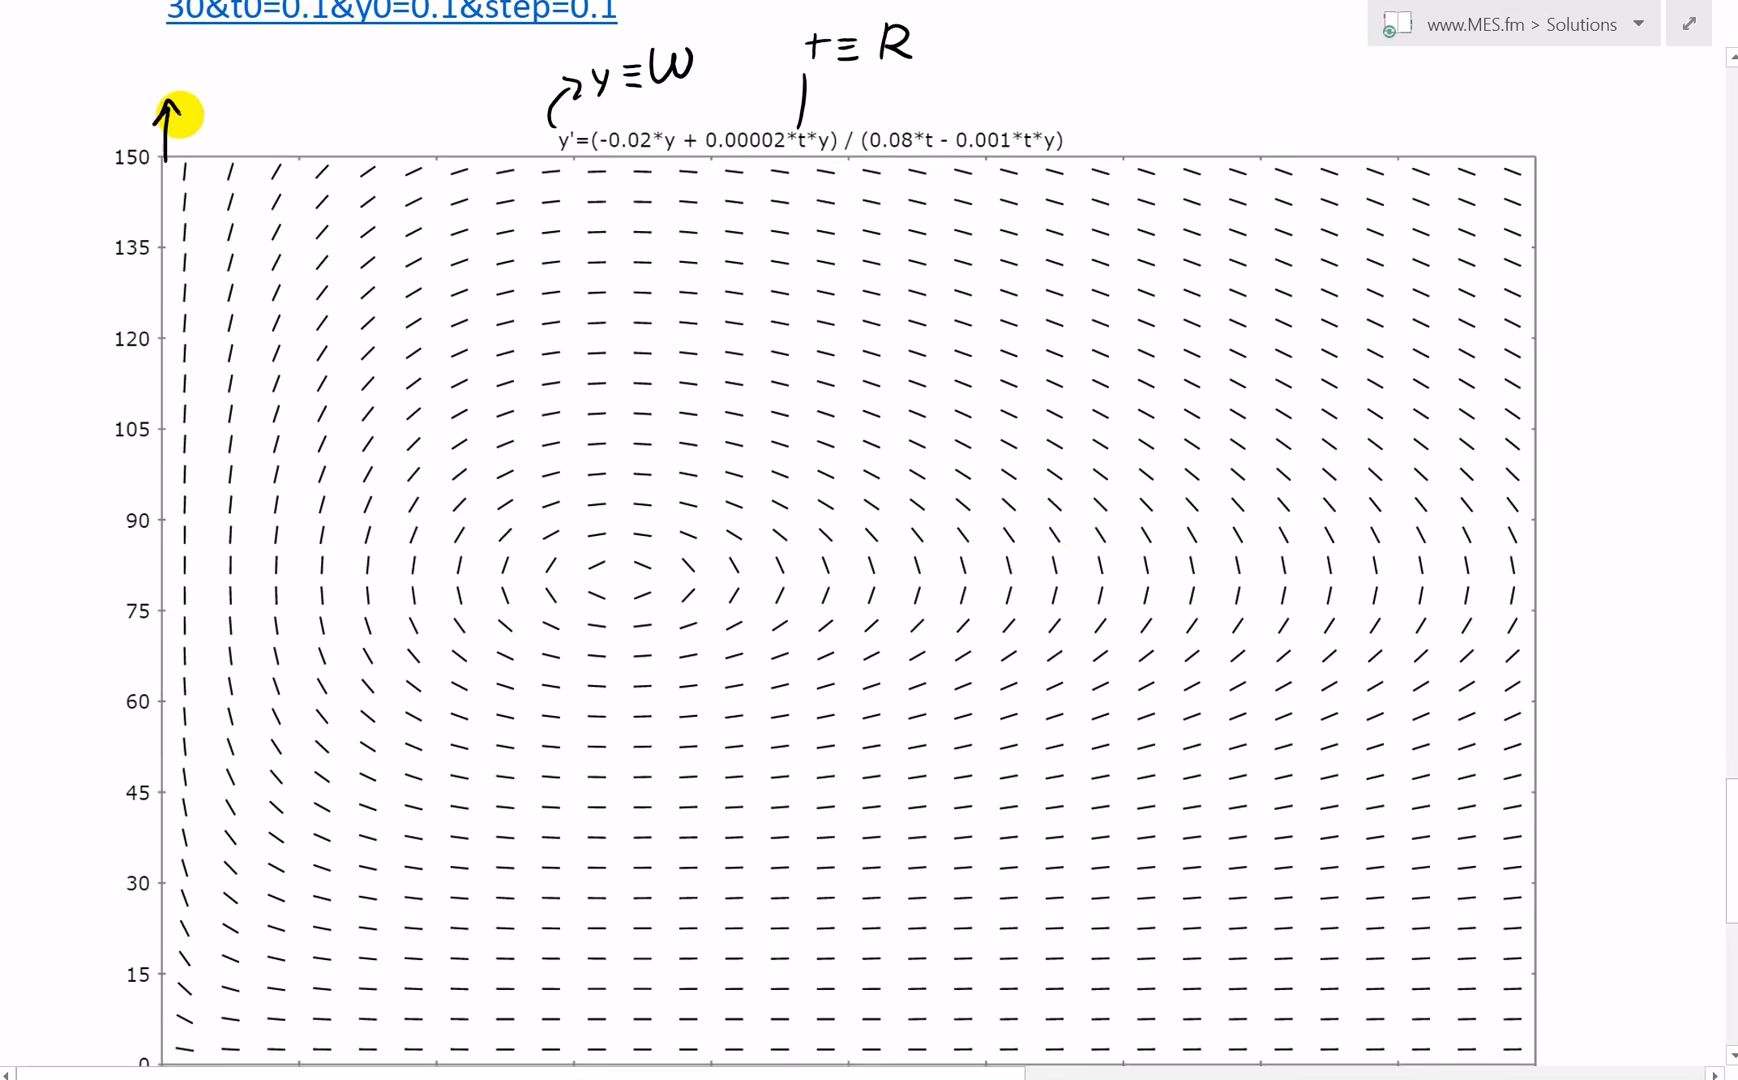 30&t0=0.1&y0=0.1&step=0.1
www.MES.fm > Solutions
y ≡ W
t ≡ R
y'=(-0.02*y + 0.00002*t*y) / (0.08*t - 0.001*t*y)
150
135
120
105
90
75
60
45
30
15
0